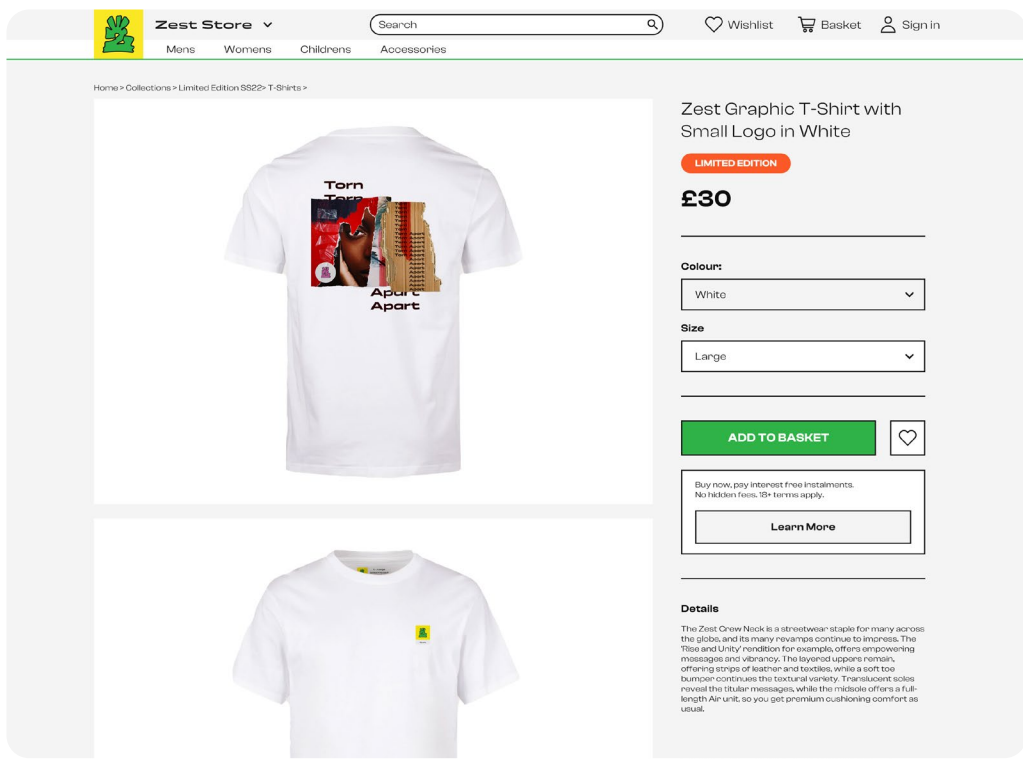 Zest Store
Search
Wishlist
Basket
Sign in
Mens
Womens
Childrens
Accessories
Home > Collections > Limited Edition SS22> T-Shirts >
Torn
Torn
Apart
Apart
Zest Graphic T-Shirt with
Small Logo in White
LIMITED EDITION
£30
Colour:
White
Size
Large
ADD TO BASKET
Buy now, pay interest free instalments.
No hidden fees. 18+ terms apply.
Learn More
Details
The Zest Crew Neck is a streetwear staple for many across
the globe, and its many revamps continue to impress. The
'Rise and Unity' rendition for example, offers empowering
messages and vibrancy. The layered uppers remain,
offering strips of leather and textiles, while a soft toe
bumper continues the textural variety. Translucent soles
reveal the titular messages, while the midsole offers a full-
length Air unit, so you get premium cushioning comfort as
usual.